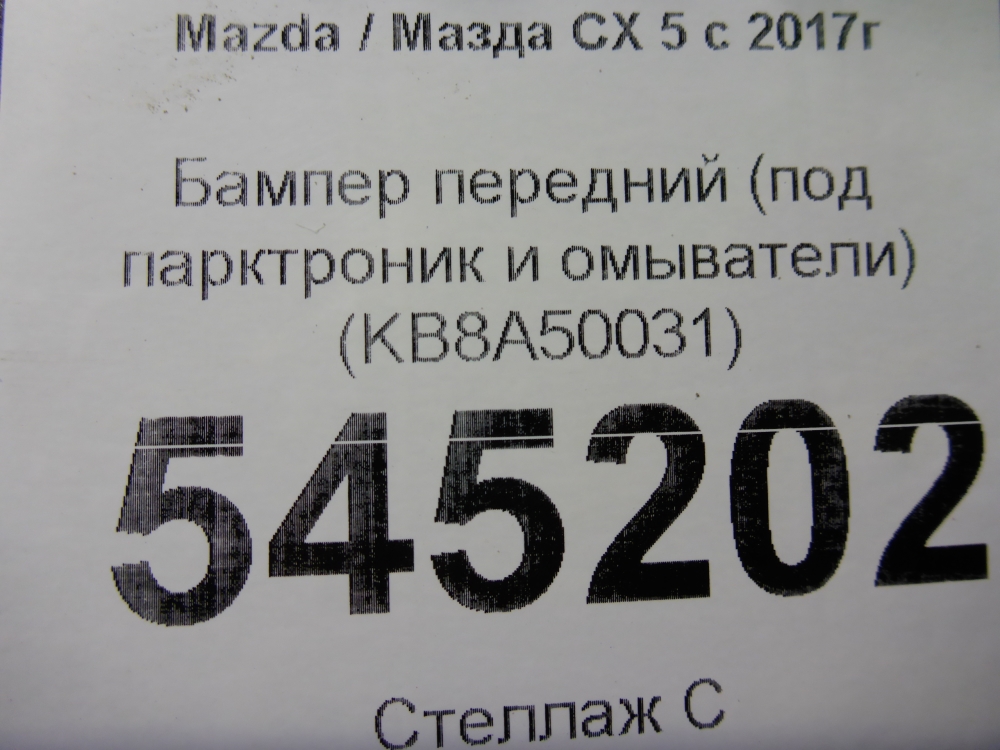 Mazda / Мазда CX 5 с 2017г
Бампер передний (под
парктроник и омыватели)
(KB8A50031)
545202
Стеллаж С